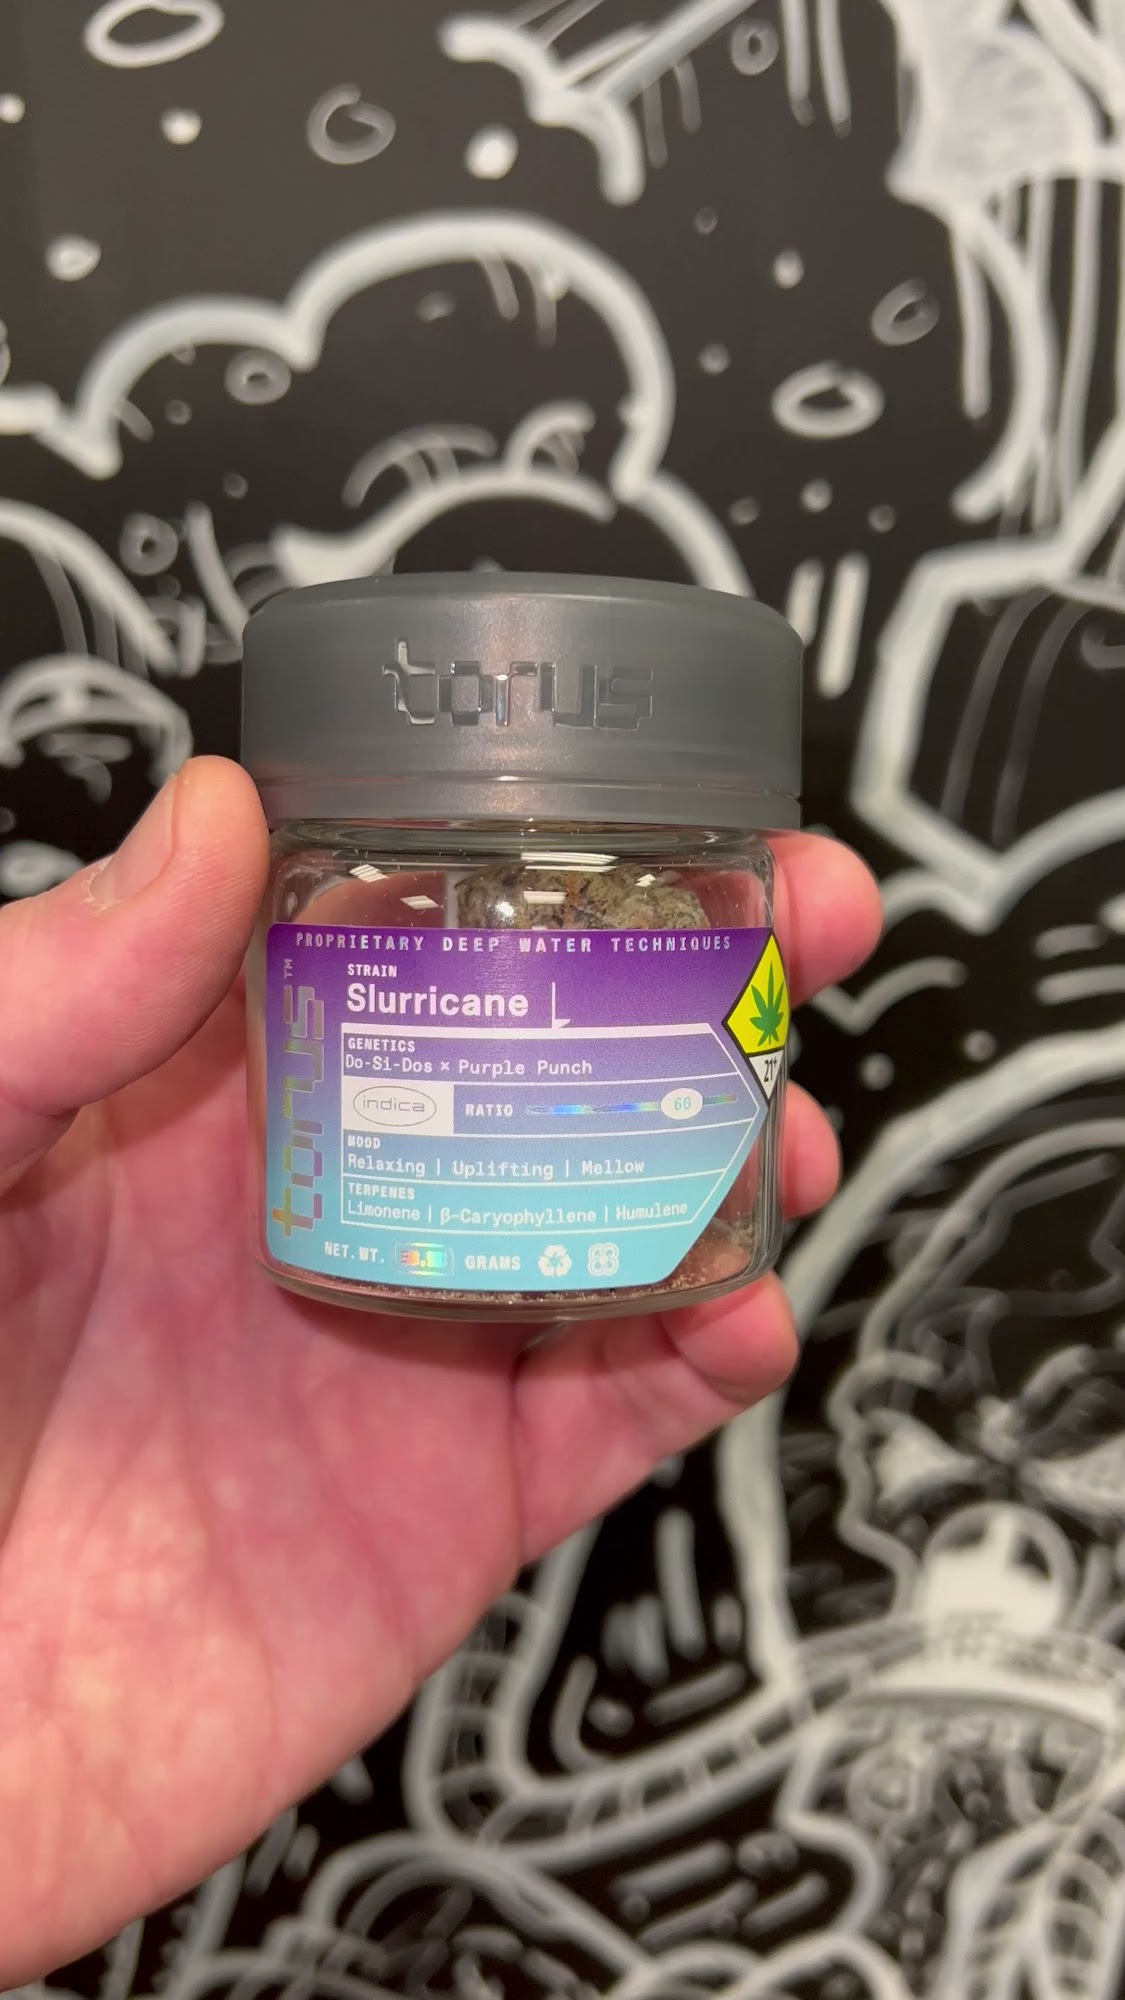 torus
PROPRIETARY DEEP WATER TECHNIQUES
torus™
STRAIN
Slurricane
GENETICS
Do-Si-Dos × Purple Punch
indica RATIO 60
21+
MOOD
Relaxing | Uplifting | Mellow
TERPENES
Limonene | β-Caryophyllene | Humulene
NET. WT. GRAMS